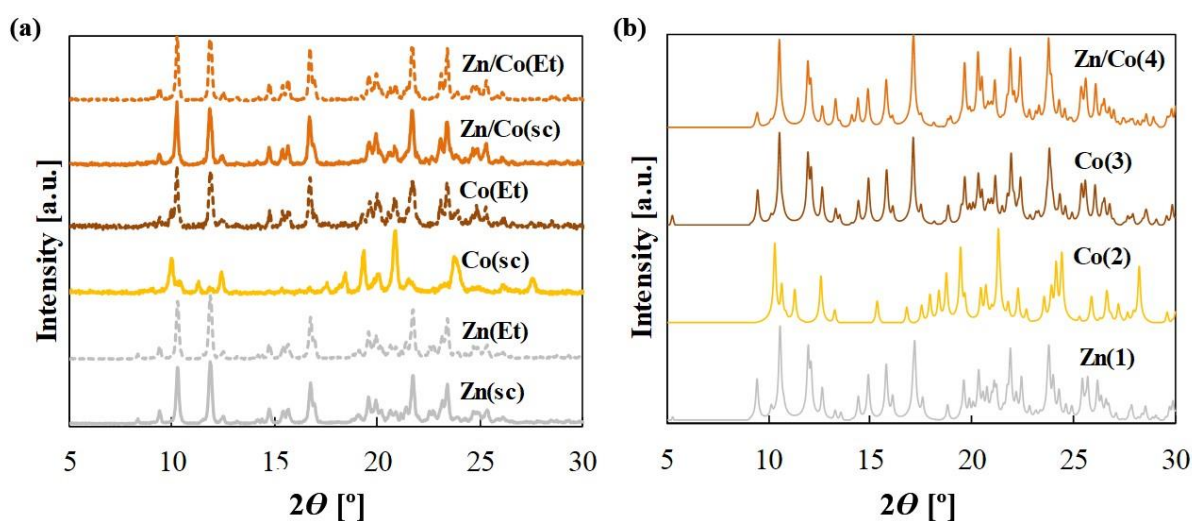 (a)
Intensity [a.u.]
Zn/Co(Et)
Zn/Co(sc)
Co(Et)
Co(sc)
Zn(Et)
Zn(sc)
5 10 15 20 25 30
2Θ [º]
(b)
Intensity [a.u.]
Zn/Co(4)
Co(3)
Co(2)
Zn(1)
5 10 15 20 25 30
2Θ [º]